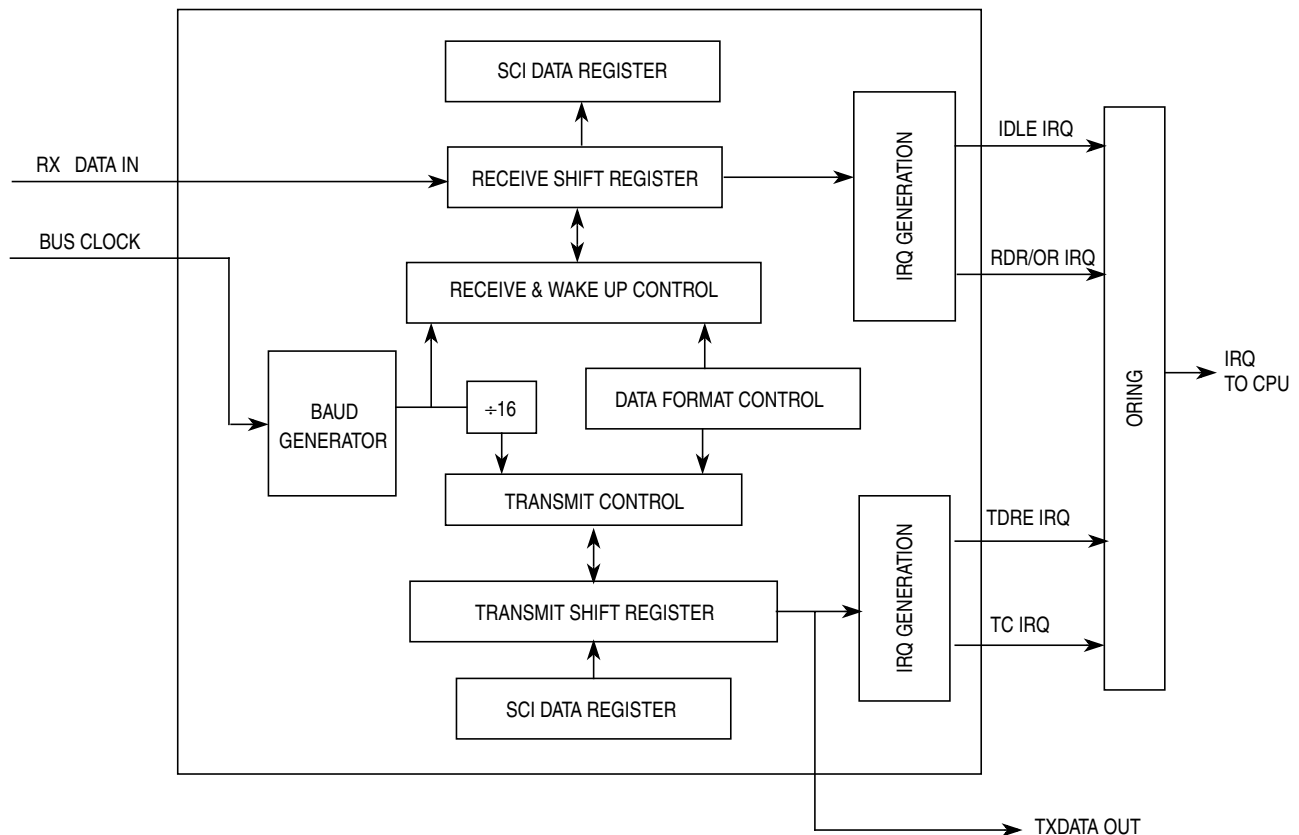 SCI DATA REGISTER
IDLE IRQ
RX DATA IN
RECEIVE SHIFT REGISTER
IRQ GENERATION
BUS CLOCK
RDR/OR IRQ
RECEIVE & WAKE UP CONTROL
IRQ
TO CPU
BAUD
GENERATOR
÷16
DATA FORMAT CONTROL
ORING
TRANSMIT CONTROL
TDRE IRQ
IRQ GENERATION
TRANSMIT SHIFT REGISTER
TC IRQ
SCI DATA REGISTER
TXDATA OUT